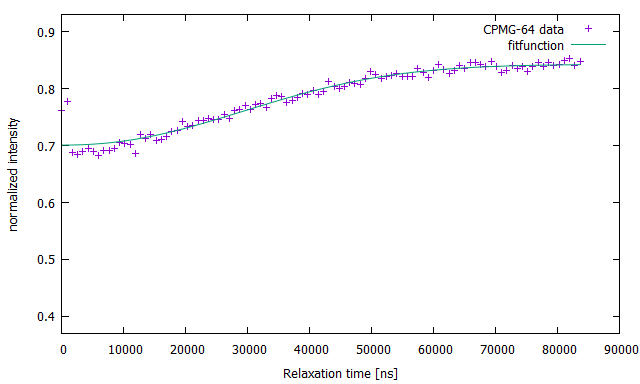 0.9
0.8
0.7
0.6
0.5
0.4
normalized intensity
CPMG-64 data
fitfunction
0 10000 20000 30000 40000 50000 60000 70000 80000 90000
Relaxation time [ns]